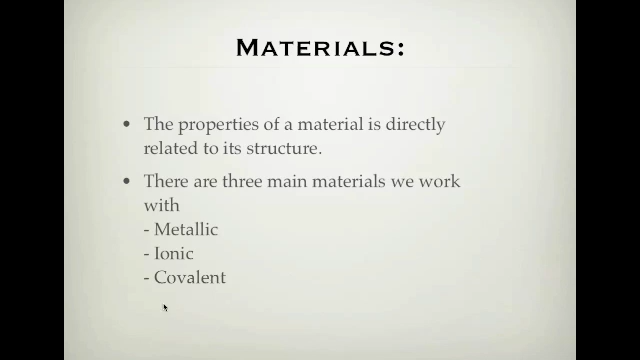 MATERIALS:
• The properties of a material is directly
related to its structure.
• There are three main materials we work
with
- Metallic
- Ionic
- Covalent